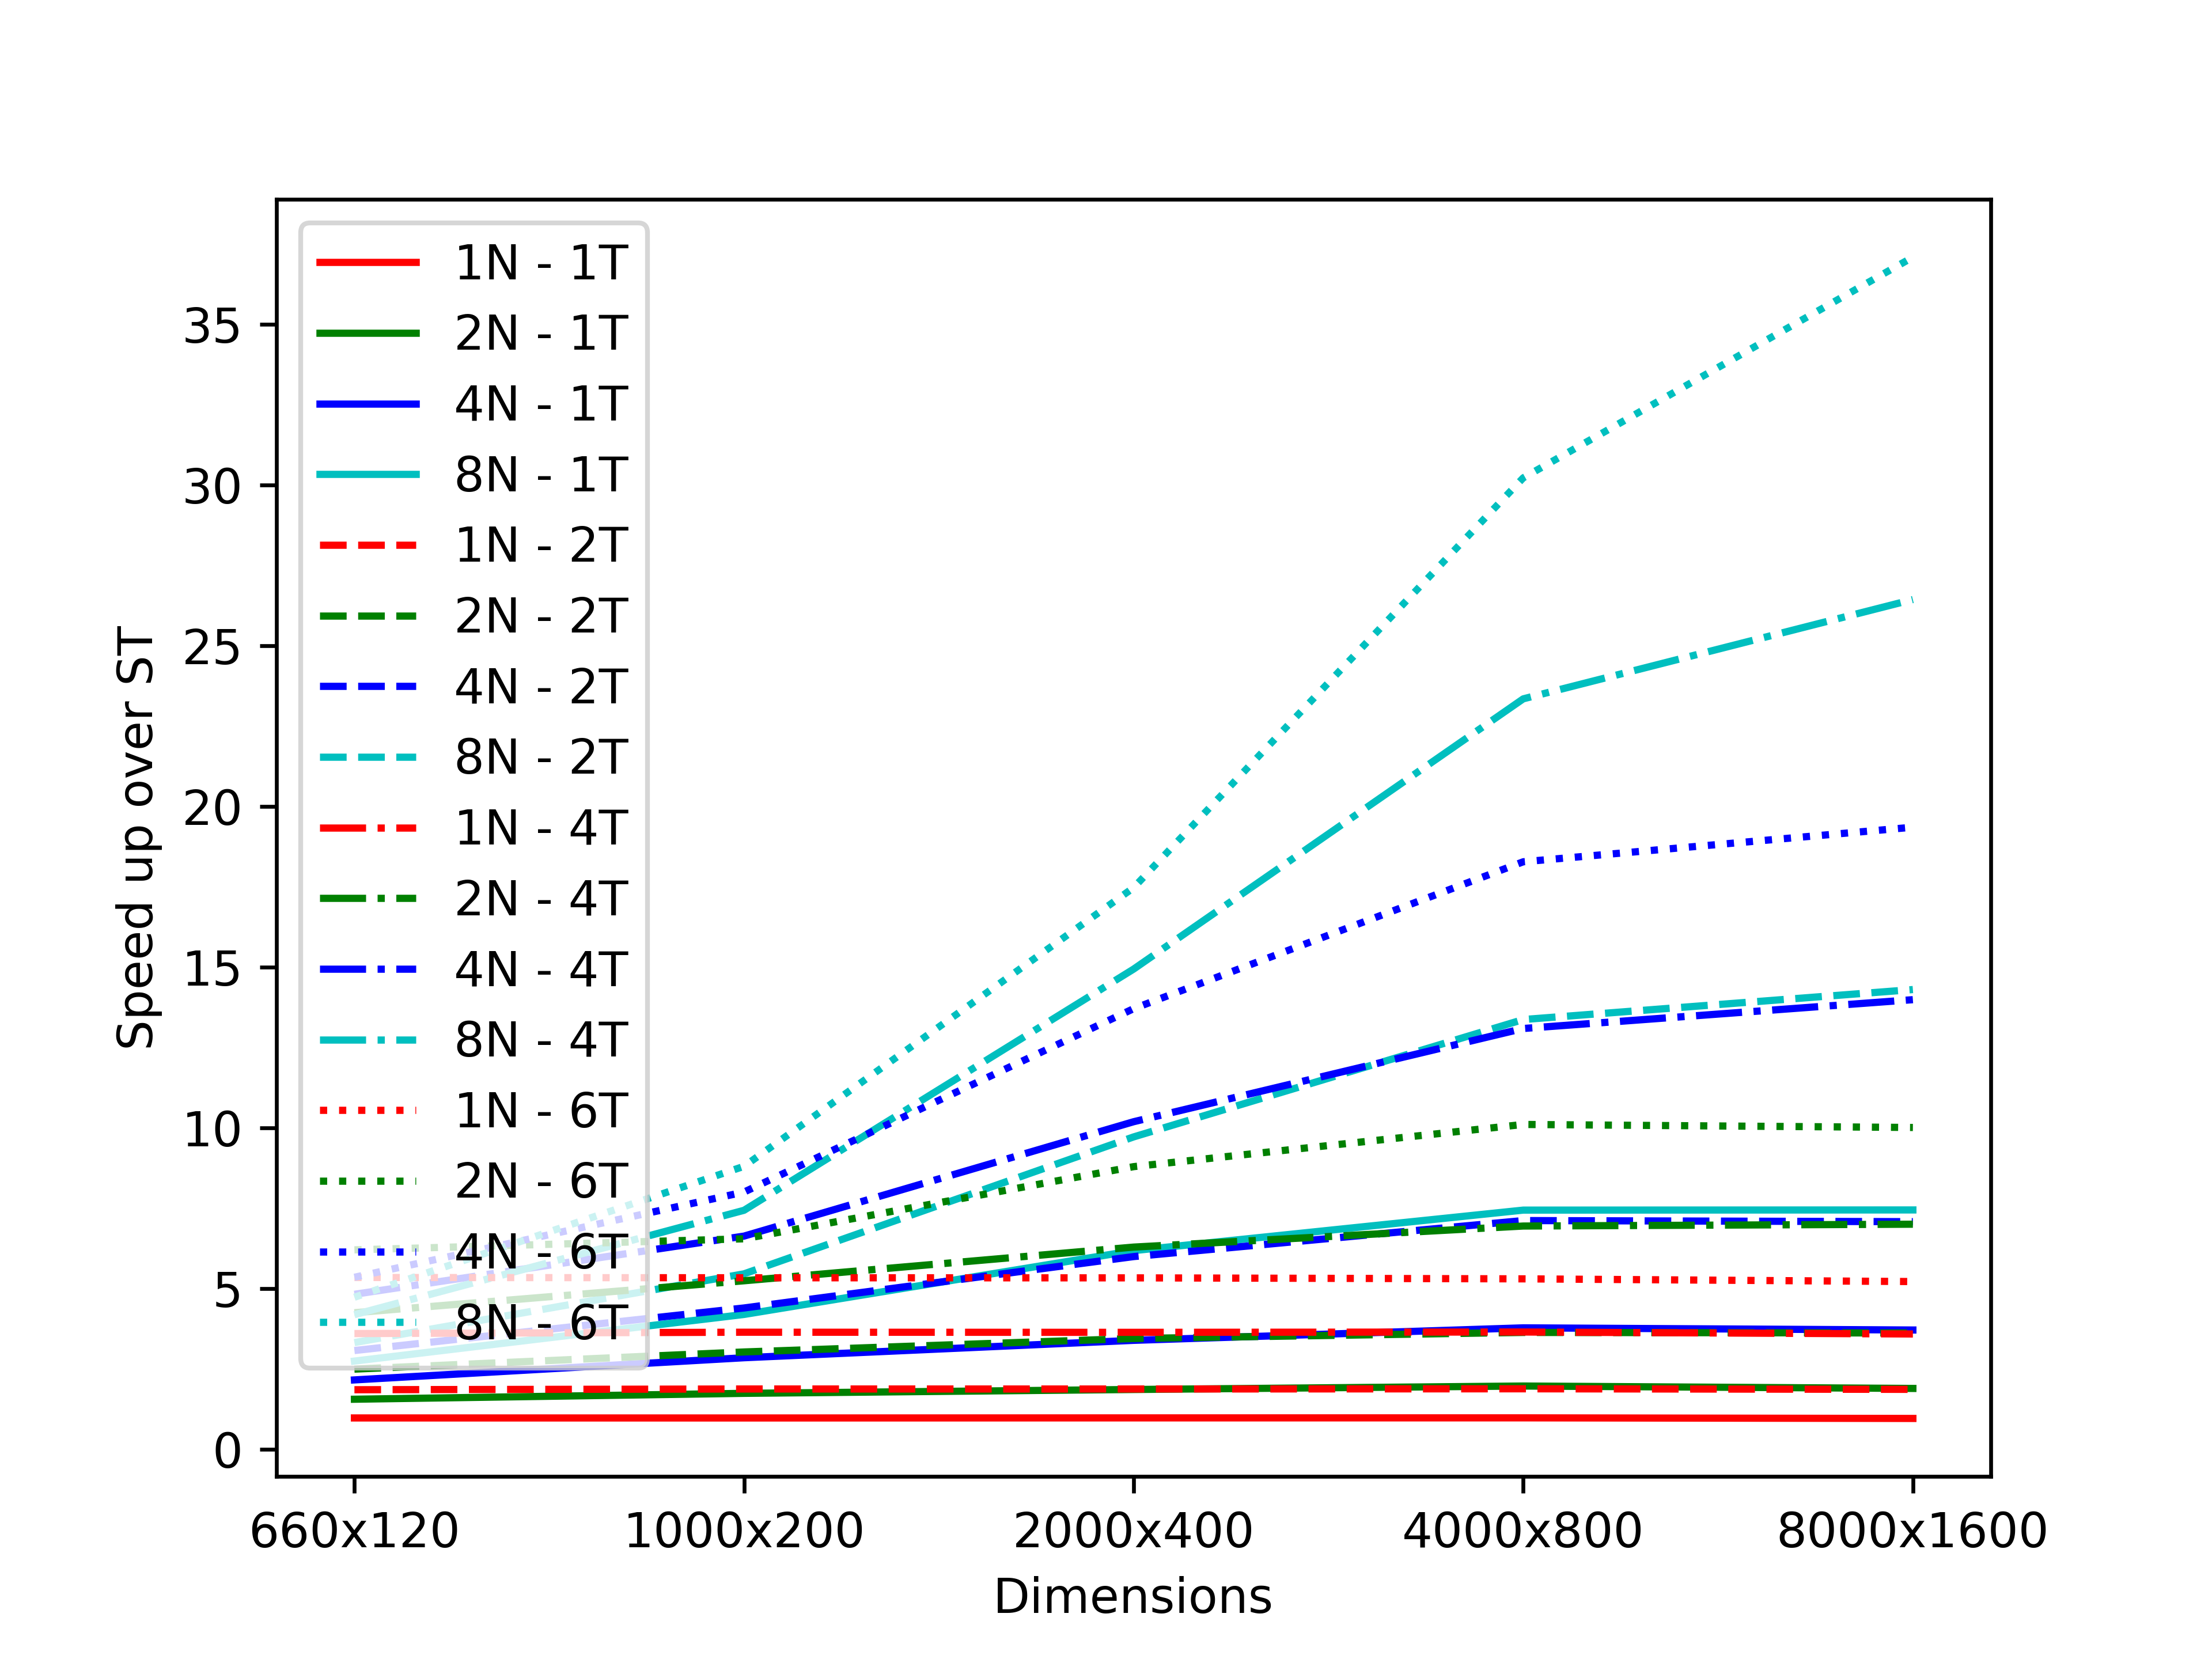 1N - 1T
2N - 1T
4N - 1T
8N - 1T
1N - 2T
2N - 2T
4N - 2T
8N - 2T
1N - 4T
2N - 4T
4N - 4T
8N - 4T
1N - 6T
2N - 6T
4N - 6T
8N - 6T
35
30
25
20
15
10
5
0
Speed up over ST
660x120
1000x200
2000x400
4000x800
8000x1600
Dimensions